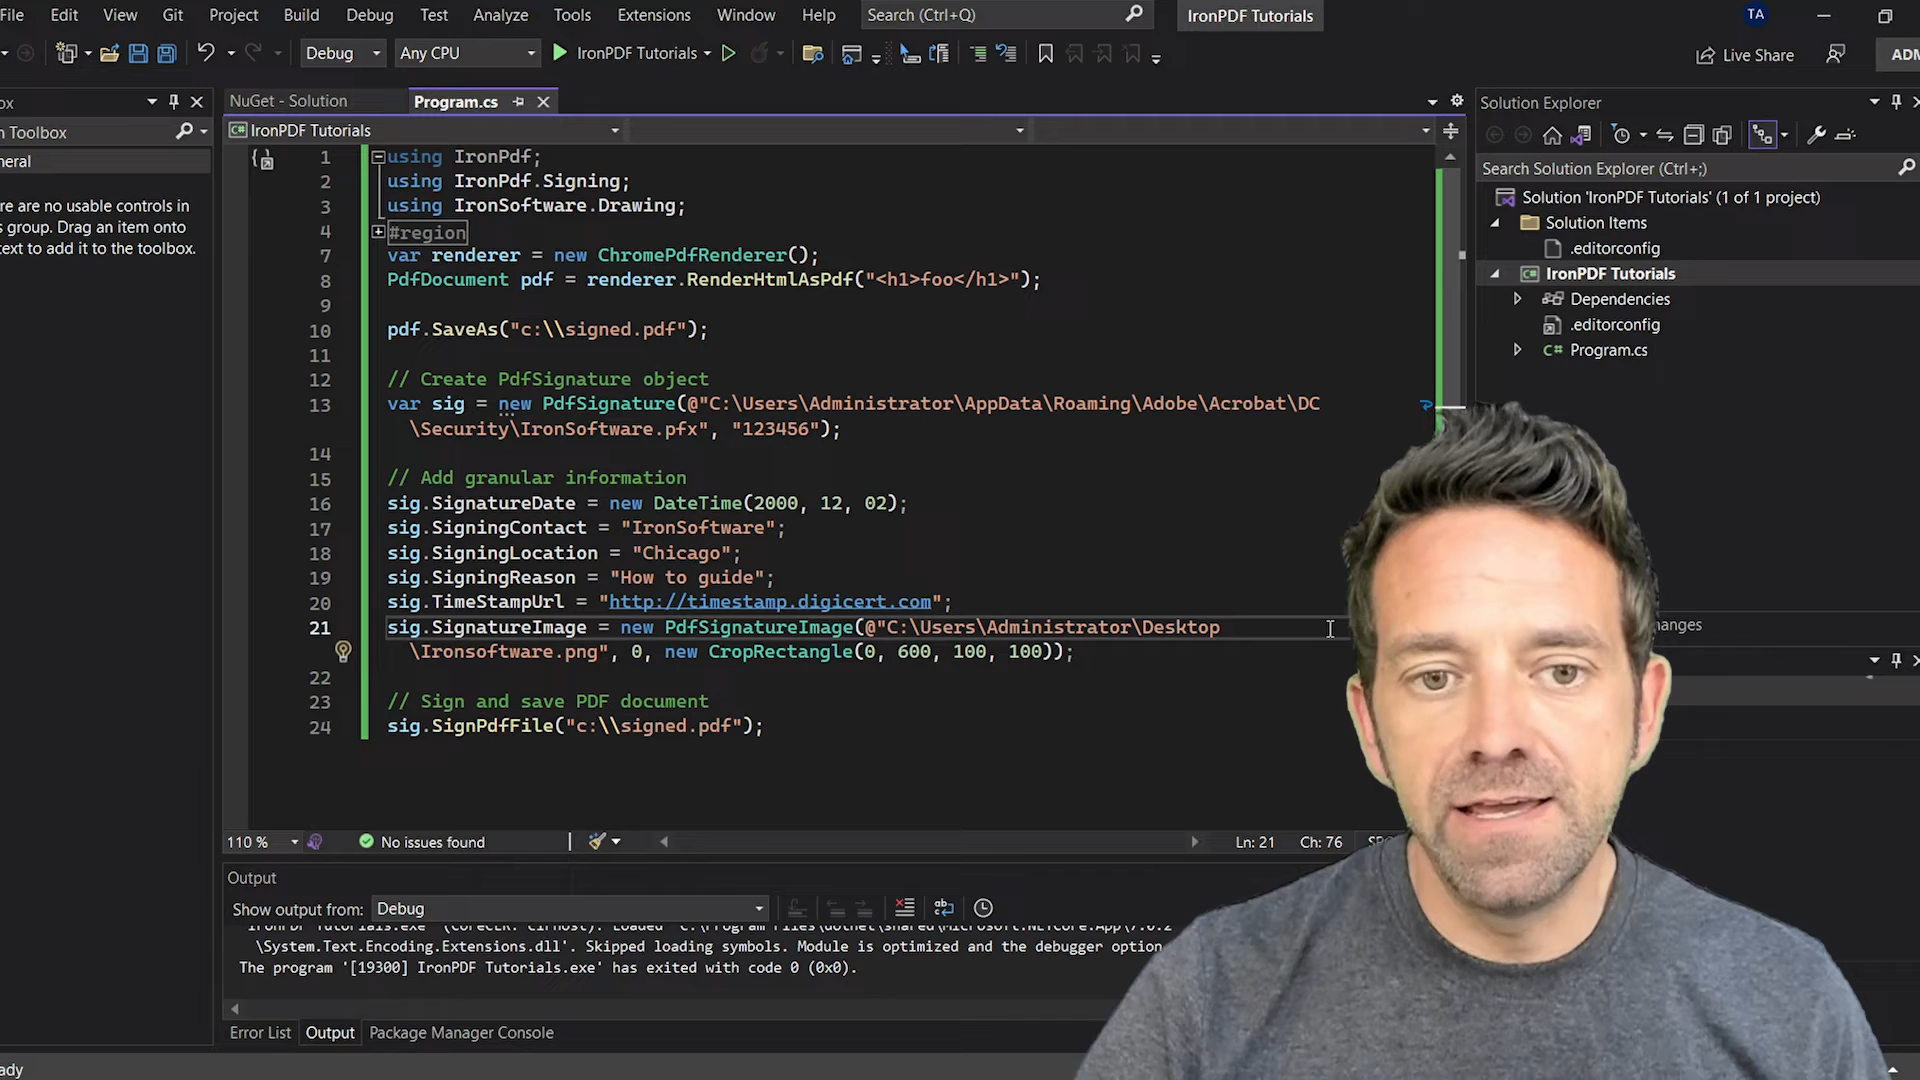 File Edit View Git Project Build Debug Test Analyze Tools Extensions Window Help Search (Ctrl+Q) IronPDF Tutorials TA
Debug Any CPU IronPDF Tutorials Live Share ADM
ox NuGet - Solution Program.cs Solution Explorer
n Toolbox IronPDF Tutorials
eneral
ere are no usable controls in
s group. Drag an item onto
text to add it to the toolbox.
1 using IronPdf;
2 using IronPdf.Signing;
3 using IronSoftware.Drawing;
4 #region
7 var renderer = new ChromePdfRenderer();
8 PdfDocument pdf = renderer.RenderHtmlAsPdf("<h1>foo</h1>");
9
10 pdf.SaveAs("c:\\signed.pdf");
11
12 // Create PdfSignature object
13 var sig = new PdfSignature(@"C:\Users\Administrator\AppData\Roaming\Adobe\Acrobat\DC
\Security\IronSoftware.pfx", "123456");
14
15 // Add granular information
16 sig.SignatureDate = new DateTime(2000, 12, 02);
17 sig.SigningContact = "IronSoftware";
18 sig.SigningLocation = "Chicago";
19 sig.SigningReason = "How to guide";
20 sig.TimeStampUrl = "http://timestamp.digicert.com";
21 sig.SignatureImage = new PdfSignatureImage(@"C:\Users\Administrator\Desktop
\Ironsoftware.png", 0, new CropRectangle(0, 600, 100, 100));
22
23 // Sign and save PDF document
24 sig.SignPdfFile("c:\\signed.pdf");
110 % No issues found Ln: 21 Ch: 76
Output
Show output from: Debug
\System.Text.Encoding.Extensions.dll'. Skipped loading symbols. Module is optimized and the debugger option
The program '[19300] IronPDF Tutorials.exe' has exited with code 0 (0x0).
Error List Output Package Manager Console
ady
Search Solution Explorer (Ctrl+;)
Solution 'IronPDF Tutorials' (1 of 1 project)
Solution Items
.editorconfig
IronPDF Tutorials
Dependencies
.editorconfig
C# Program.cs
anges